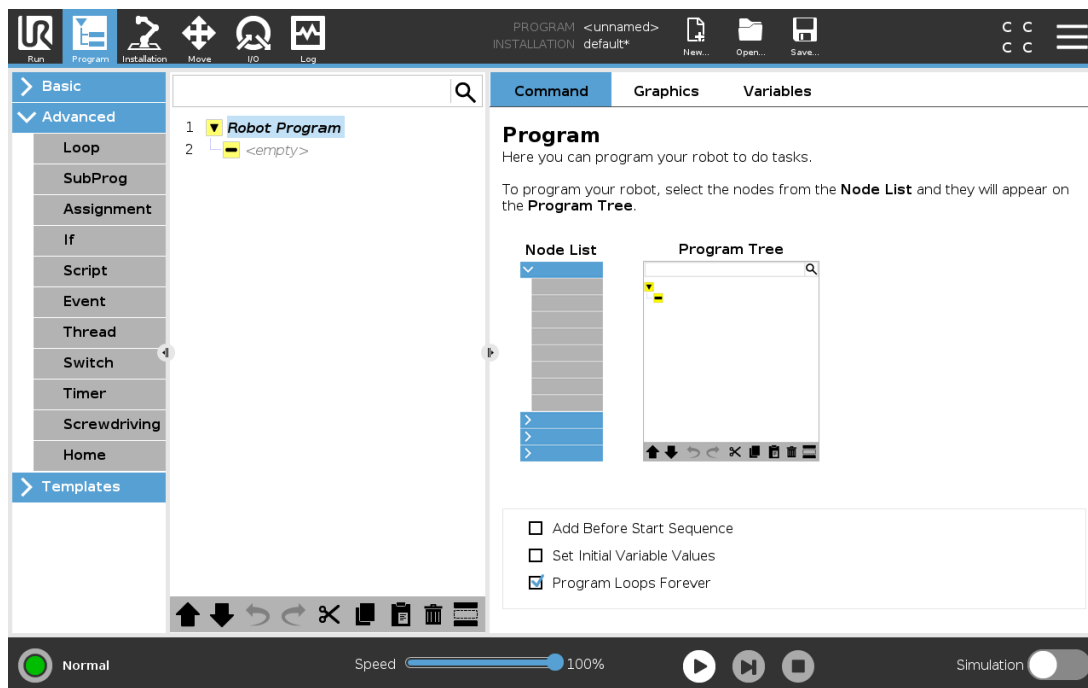 UR
Run
Program
Installation
Move
I/O
Log
PROGRAM <unnamed>
INSTALLATION default*
New...
Open...
Save...
C C
C C
Basic
Advanced
Loop
SubProg
Assignment
If
Script
Event
Thread
Switch
Timer
Screwdriving
Home
Templates
1 Robot Program
2 <empty>
Command Graphics Variables
Program
Here you can program your robot to do tasks.
To program your robot, select the nodes from the Node List and they will appear on
the Program Tree.
Node List Program Tree
Add Before Start Sequence
Set Initial Variable Values
Program Loops Forever
Normal
Speed 100%
Simulation